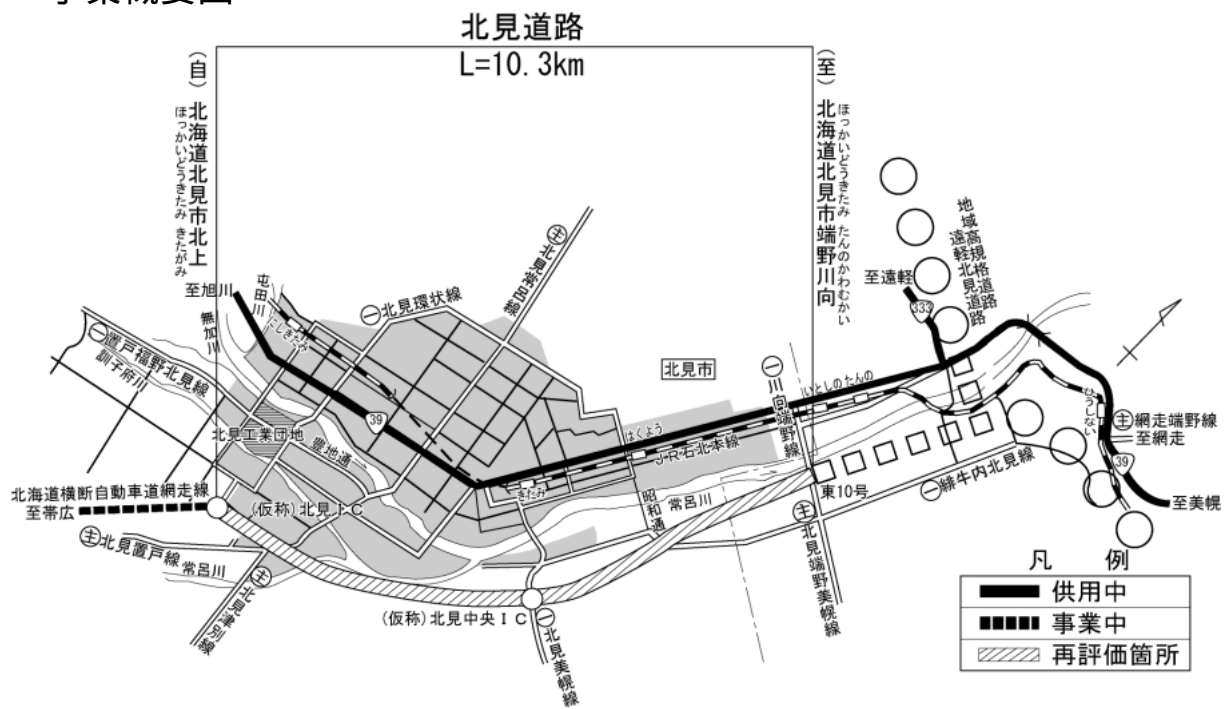 北見道路
L=10.3km
(自) 北海道北見市北上
ほっかいどうきたみ きたがみ
(至) 北海道北見市端野川向
ほっかいどうきたみ たんのかわむかい
地域高規格道路
遠軽北見道路
至遠軽
333
至旭川
屯田川
にしきたみ
無加川
㊀北見環状線
㊀置戸福野北見線
訓子府川
主北見常呂線
北見市
㊀川向端野線
いとしの
たんの
39
はくよう
JR石北本線
きたみ
北見工業団地
豊地通
昭和通
常呂川
東10号
ひうしない
主網走端野線
至網走
39
至美幌
㊀緋牛内北見線
北海道横断自動車道網走線
至帯広
(仮称)北見IC
主北見置戸線
常呂川
主北見津別線
(仮称)北見中央IC
㊀北見美幌線
主北見端野美幌線
凡 例
供用中
事業中
再評価箇所